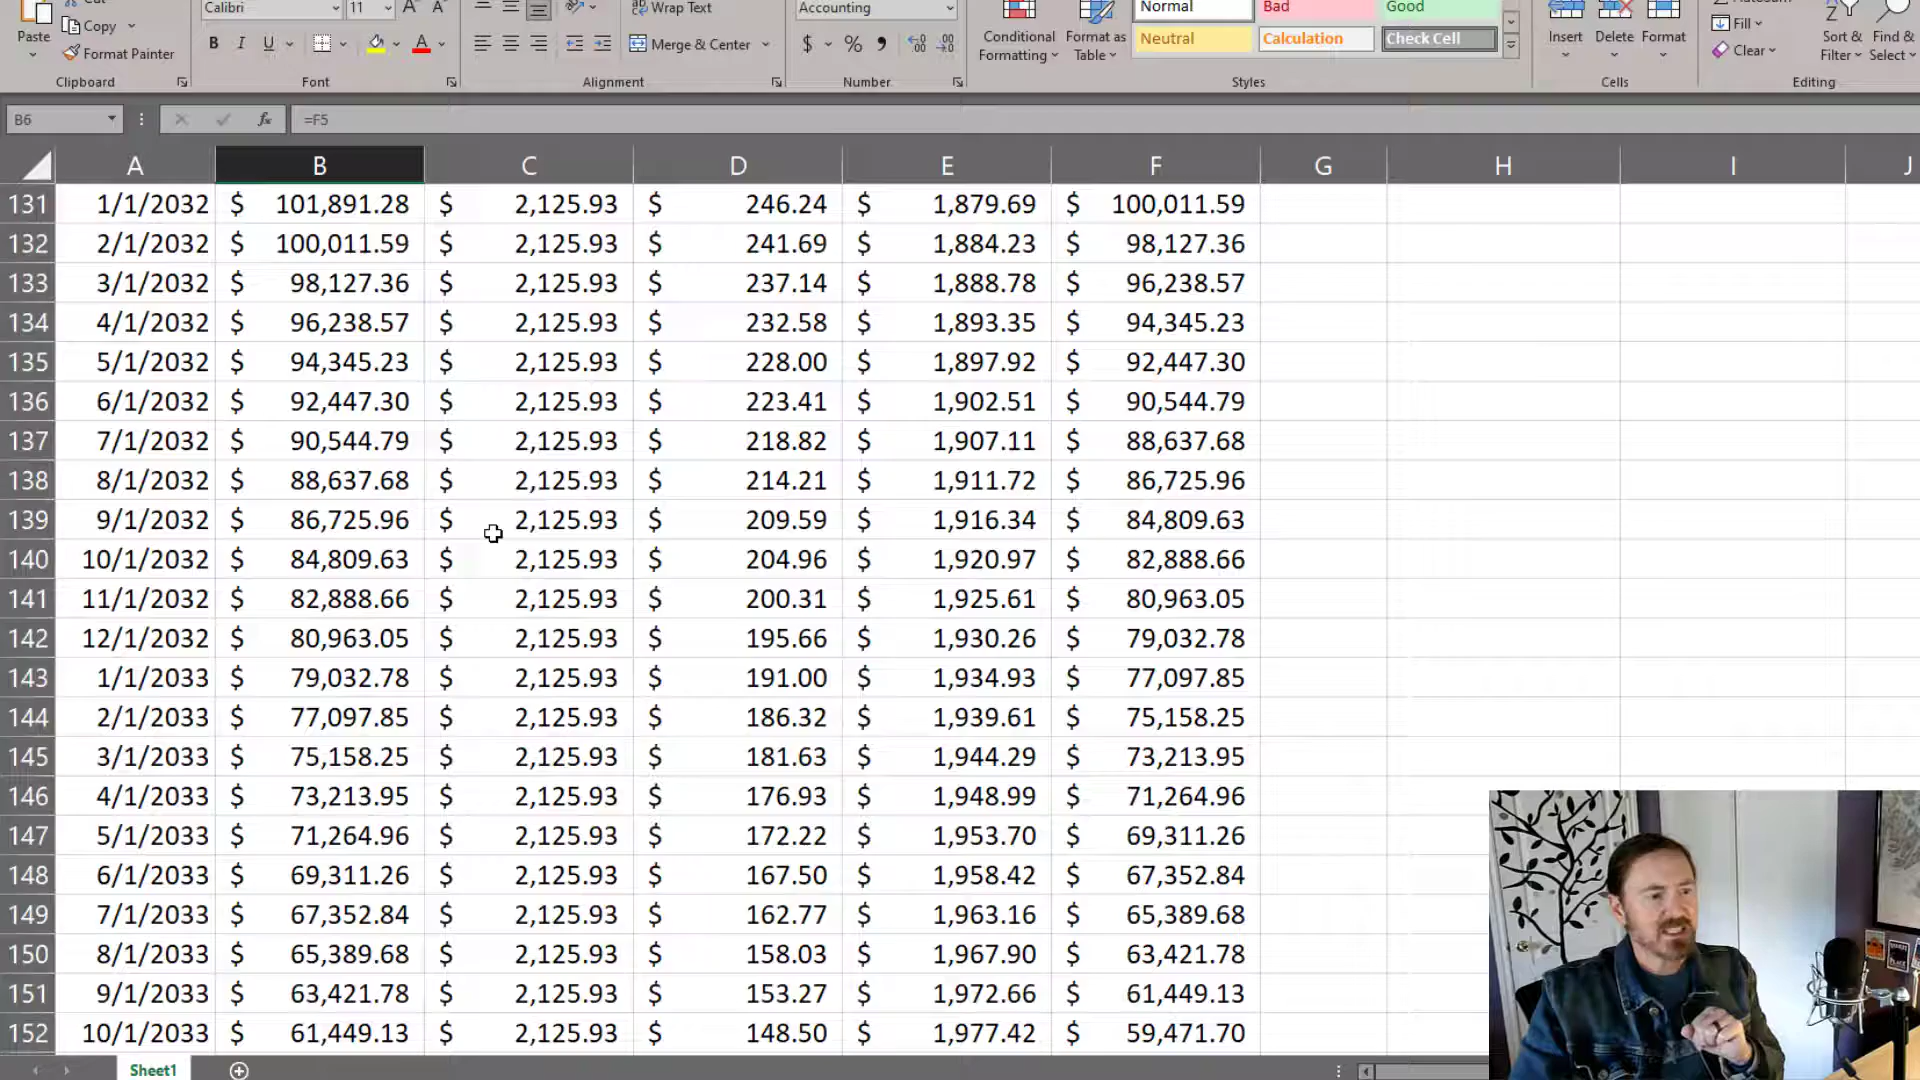 Cut
Calibri 11 A A Wrap Text Accounting Normal Bad Good AutoSum
Paste Copy Format Painter B I U A Merge & Center $ % Conditional Formatting Format as Table Neutral Calculation Check Cell Insert Delete Format Fill Clear Sort & Filter Find & Select
Clipboard Font Alignment Number Styles Cells Editing
B6 fx =F5
A B C D E F G H I J
131 1/1/2032 $ 101,891.28 $ 2,125.93 $ 246.24 $ 1,879.69 $ 100,011.59
132 2/1/2032 $ 100,011.59 $ 2,125.93 $ 241.69 $ 1,884.23 $ 98,127.36
133 3/1/2032 $ 98,127.36 $ 2,125.93 $ 237.14 $ 1,888.78 $ 96,238.57
134 4/1/2032 $ 96,238.57 $ 2,125.93 $ 232.58 $ 1,893.35 $ 94,345.23
135 5/1/2032 $ 94,345.23 $ 2,125.93 $ 228.00 $ 1,897.92 $ 92,447.30
136 6/1/2032 $ 92,447.30 $ 2,125.93 $ 223.41 $ 1,902.51 $ 90,544.79
137 7/1/2032 $ 90,544.79 $ 2,125.93 $ 218.82 $ 1,907.11 $ 88,637.68
138 8/1/2032 $ 88,637.68 $ 2,125.93 $ 214.21 $ 1,911.72 $ 86,725.96
139 9/1/2032 $ 86,725.96 $ 2,125.93 $ 209.59 $ 1,916.34 $ 84,809.63
140 10/1/2032 $ 84,809.63 $ 2,125.93 $ 204.96 $ 1,920.97 $ 82,888.66
141 11/1/2032 $ 82,888.66 $ 2,125.93 $ 200.31 $ 1,925.61 $ 80,963.05
142 12/1/2032 $ 80,963.05 $ 2,125.93 $ 195.66 $ 1,930.26 $ 79,032.78
143 1/1/2033 $ 79,032.78 $ 2,125.93 $ 191.00 $ 1,934.93 $ 77,097.85
144 2/1/2033 $ 77,097.85 $ 2,125.93 $ 186.32 $ 1,939.61 $ 75,158.25
145 3/1/2033 $ 75,158.25 $ 2,125.93 $ 181.63 $ 1,944.29 $ 73,213.95
146 4/1/2033 $ 73,213.95 $ 2,125.93 $ 176.93 $ 1,948.99 $ 71,264.96
147 5/1/2033 $ 71,264.96 $ 2,125.93 $ 172.22 $ 1,953.70 $ 69,311.26
148 6/1/2033 $ 69,311.26 $ 2,125.93 $ 167.50 $ 1,958.42 $ 67,352.84
149 7/1/2033 $ 67,352.84 $ 2,125.93 $ 162.77 $ 1,963.16 $ 65,389.68
150 8/1/2033 $ 65,389.68 $ 2,125.93 $ 158.03 $ 1,967.90 $ 63,421.78
151 9/1/2033 $ 63,421.78 $ 2,125.93 $ 153.27 $ 1,972.66 $ 61,449.13
152 10/1/2033 $ 61,449.13 $ 2,125.93 $ 148.50 $ 1,977.42 $ 59,471.70
Sheet1